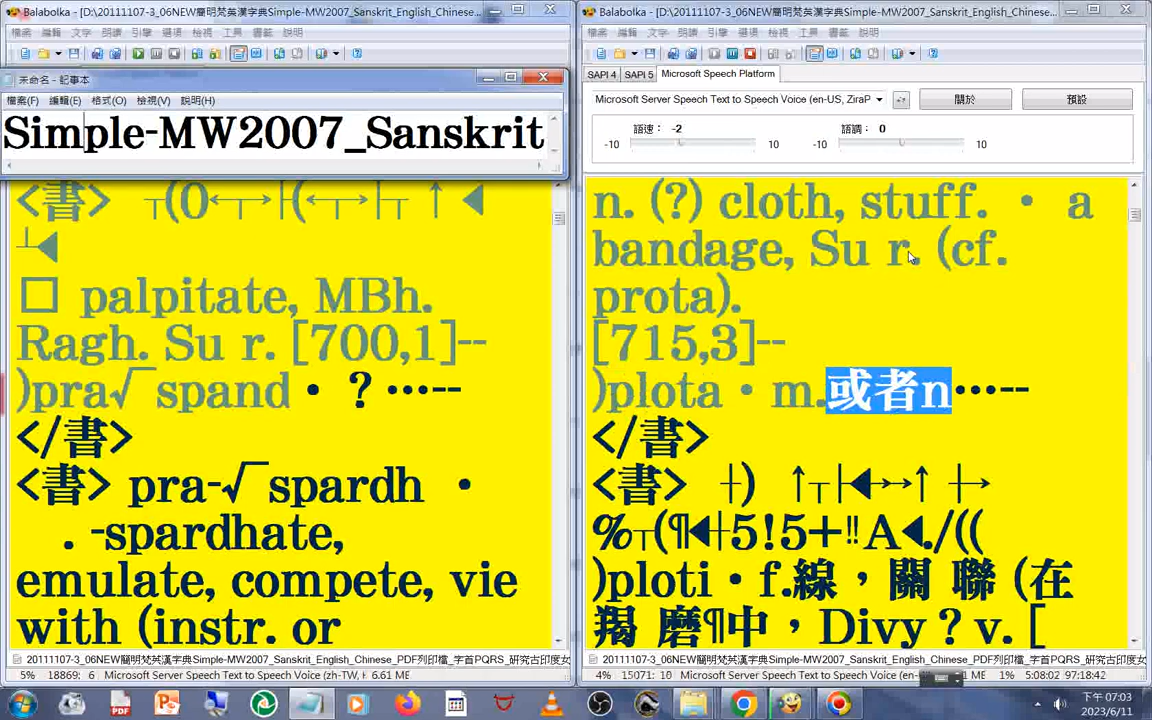 Balabolka - [D:\20111107-3_06NEW簡明梵英漢字典Simple-MW2007_Sanskrit_English_Chinese...
檔案 編輯 文字 朗讀 引擎 選項 檢視 工具 書籤 說明
未命名 - 記事本
檔案(F) 編輯(E) 格式(O) 檢視(V) 說明(H)
Simple-MW2007_Sanskrit
<書> ┬(0←┬→├(←┬→├┬ ↑ ◀
┴◀
□ palpitate, MBh.
Ragh. Su r. [700,1]--
)pra√ spand • ? …--
</書>
<書> pra-√ spardh •
. -spardhate,
emulate, compete, vie
with (instr. or
20111107-3_06NEW簡明梵英漢字典Simple-MW2007_Sanskrit_English_Chinese_PDF列印檔_字首PQRS_研究古印度女
5% 18869: 6 Microsoft Server Speech Text to Speech Voice (zh-TW, H 6.61 ME
Balabolka - [D:\20111107-3_06NEW簡明梵英漢字典Simple-MW2007_Sanskrit_English_Chinese...
檔案 編輯 文字 朗讀 引擎 選項 檢視 工具 書籤 說明
SAPI 4 SAPI 5 Microsoft Speech Platform
Microsoft Server Speech Text to Speech Voice (en-US, ZiraP 關於 預設
語速： -2 語調： 0
-10 10 -10 10
n. (?) cloth, stuff. • a
bandage, Su r. (cf.
prota).
[715,3]--
)plota • m.或者n…--
</書>
<書> ┼) ↑┬├◀→→↑ ┼→
%┬(¶◀┼5!5+‼A◀./((
)ploti • f.線，關 聯 (在
羯 磨¶中，Divy ? v. [
20111107-3_06NEW簡明梵英漢字典Simple-MW2007_Sanskrit_English_Chinese_PDF列印檔_字首PQRS_研究古印度女
4% 15071: 10 Microsoft Server Speech Text to Speech Voice (en-US, 1% 5:08:02 97:18:42
下午 07:03
2023/6/11